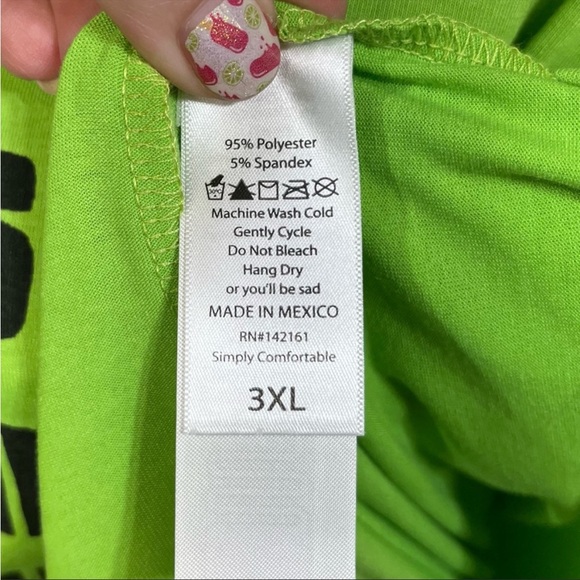 95% Polyester
5% Spandex
30°C
Machine Wash Cold
Gently Cycle
Do Not Bleach
Hang Dry
or you'll be sad
MADE IN MEXICO
RN#142161
Simply Comfortable
3XL